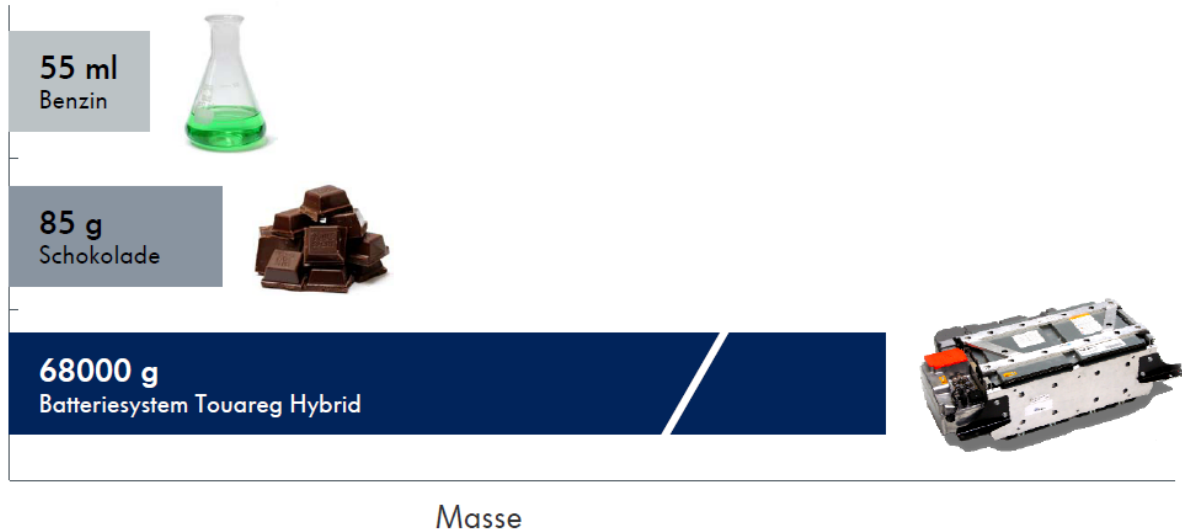 55 ml
Benzin
85 g
Schokolade
68000 g
Batteriesystem Touareg Hybrid
Masse